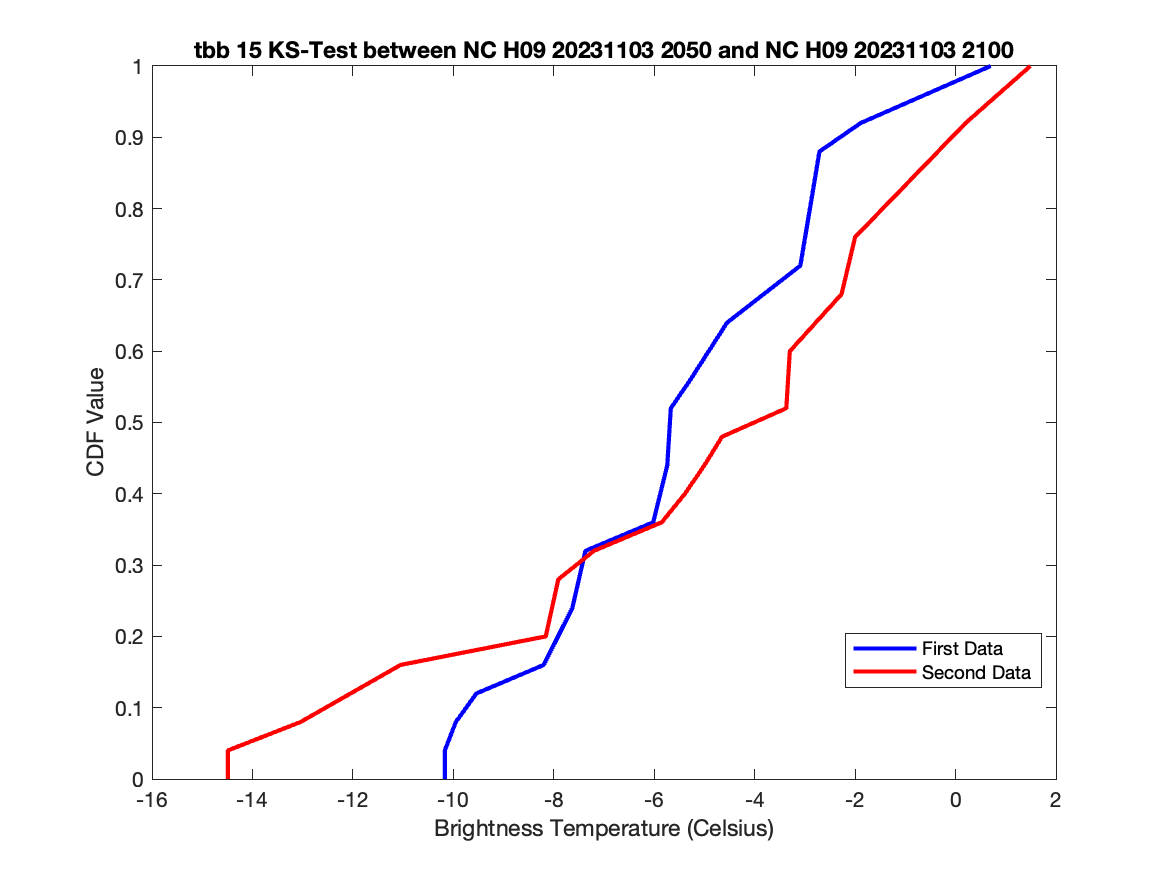 tbb 15 KS-Test between NC H09 20231103 2050 and NC H09 20231103 2100
1
0.9
0.8
0.7
0.6
0.5
0.4
0.3
0.2
0.1
0
CDF Value
First Data
Second Data
-16 -14 -12 -10 -8 -6 -4 -2 0 2
Brightness Temperature (Celsius)